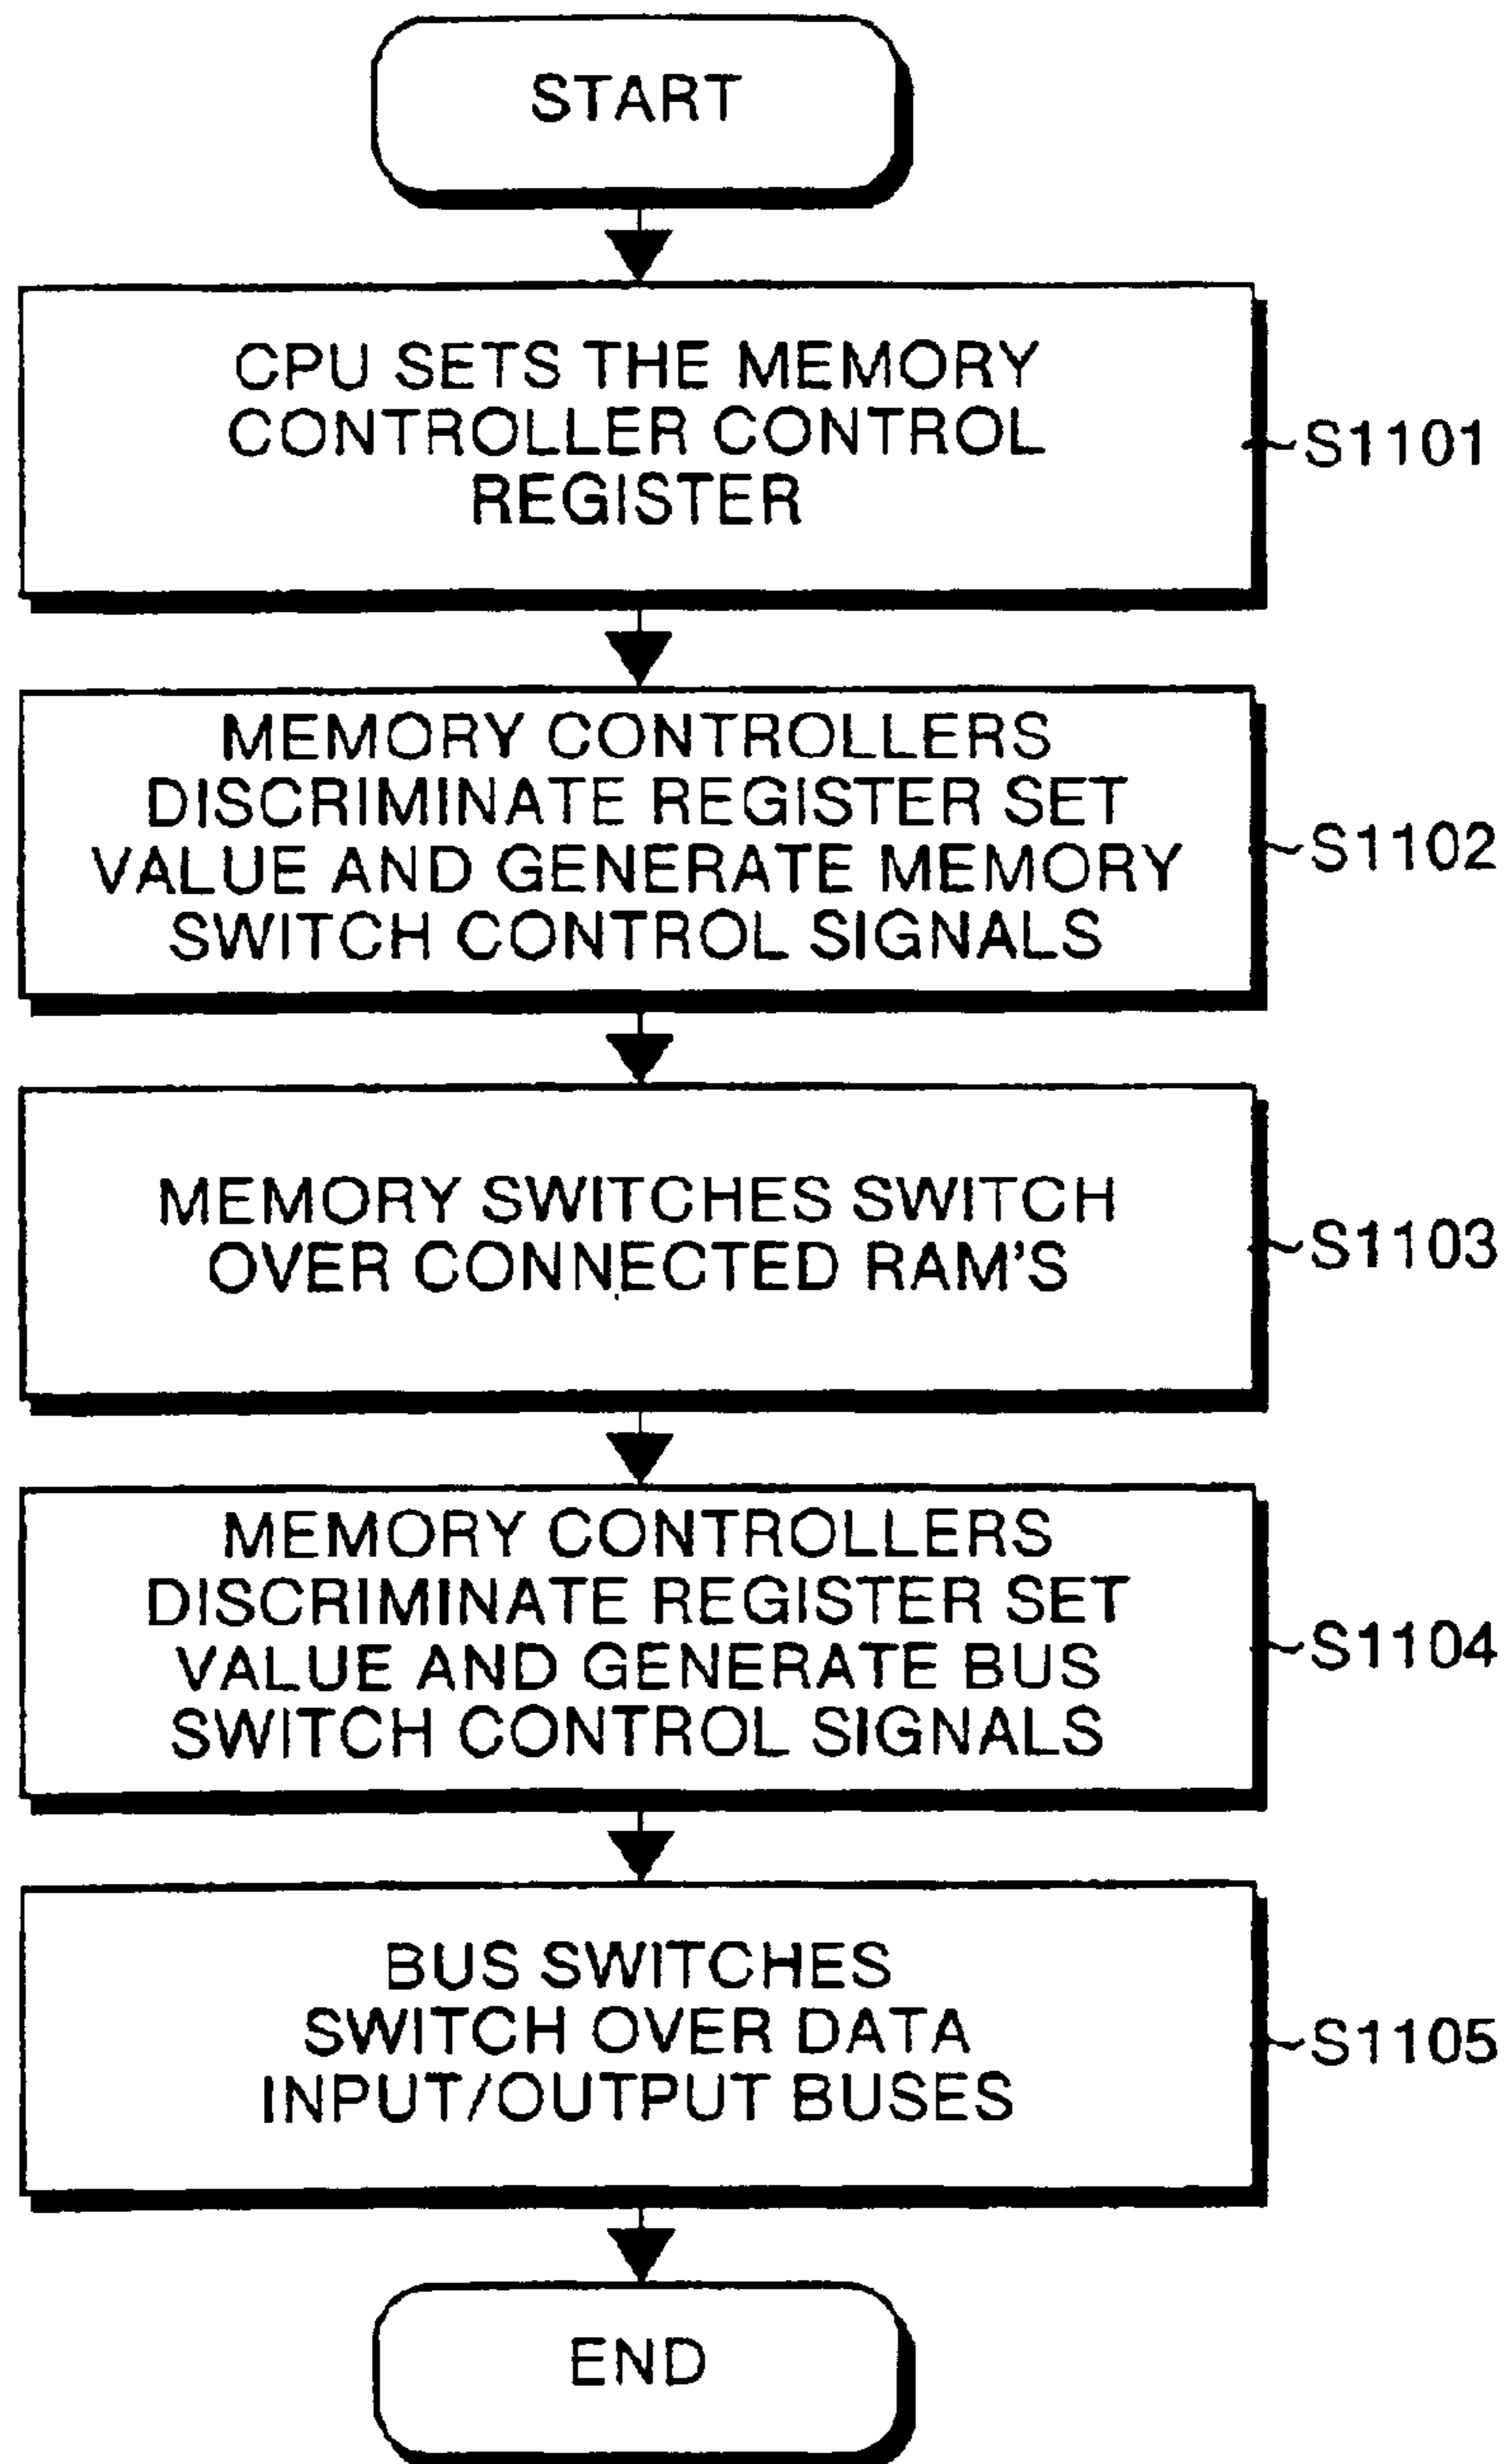 START
CPU SETS THE MEMORY
CONTROLLER CONTROL
REGISTER
S1101
MEMORY CONTROLLERS
DISCRIMINATE REGISTER SET
VALUE AND GENERATE MEMORY
SWITCH CONTROL SIGNALS
S1102
MEMORY SWITCHES SWITCH
OVER CONNECTED RAM'S
S1103
MEMORY CONTROLLERS
DISCRIMINATE REGISTER SET
VALUE AND GENERATE BUS
SWITCH CONTROL SIGNALS
S1104
BUS SWITCHES
SWITCH OVER DATA
INPUT/OUTPUT BUSES
S1105
END